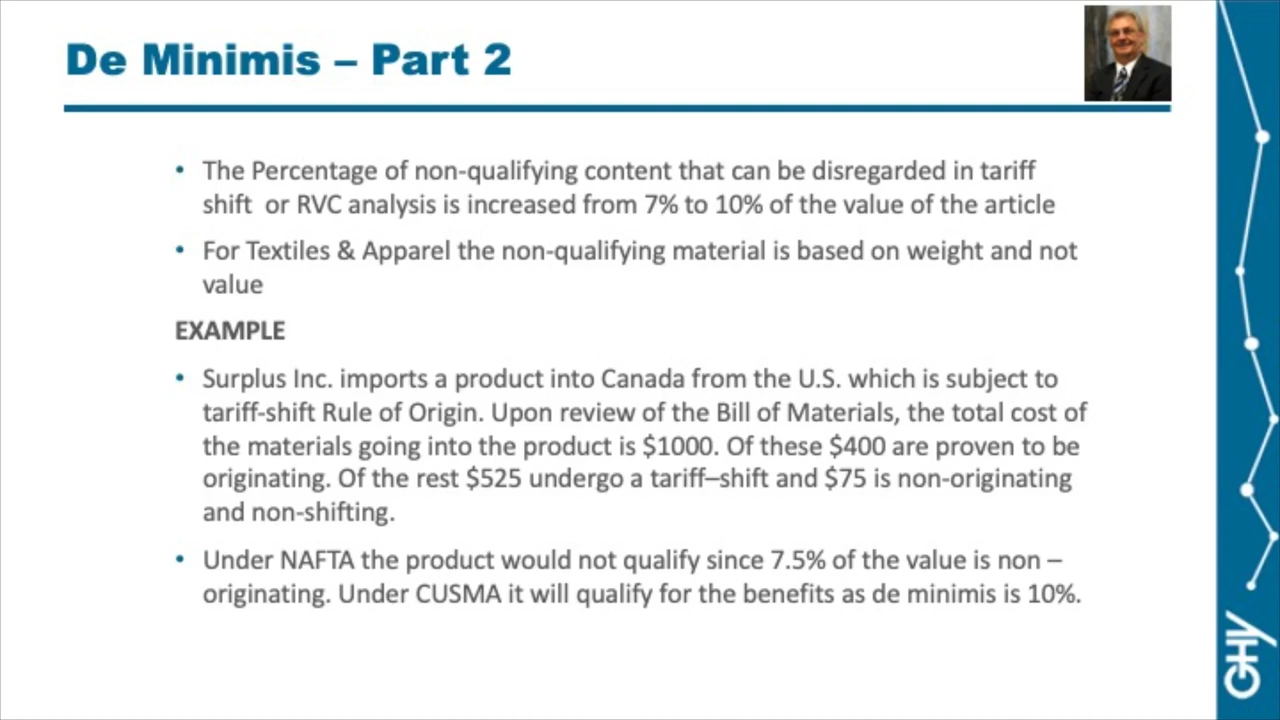 De Minimis – Part 2
• The Percentage of non-qualifying content that can be disregarded in tariff
shift  or RVC analysis is increased from 7% to 10% of the value of the article
• For Textiles & Apparel the non-qualifying material is based on weight and not
value
EXAMPLE
• Surplus Inc. imports a product into Canada from the U.S. which is subject to
tariff-shift Rule of Origin. Upon review of the Bill of Materials, the total cost of
the materials going into the product is $1000. Of these $400 are proven to be
originating. Of the rest $525 undergo a tariff–shift and $75 is non-originating
and non-shifting.
• Under NAFTA the product would not qualify since 7.5% of the value is non –
originating. Under CUSMA it will qualify for the benefits as de minimis is 10%.
GHY